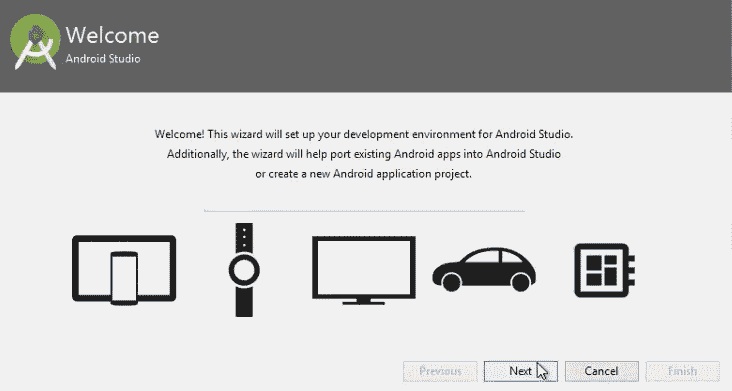 Welcome
Android Studio
Welcome! This wizard will set up your development environment for Android Studio.
Additionally, the wizard will help port existing Android apps into Android Studio
or create a new Android application project.
Previous
Next
Cancel
Finish